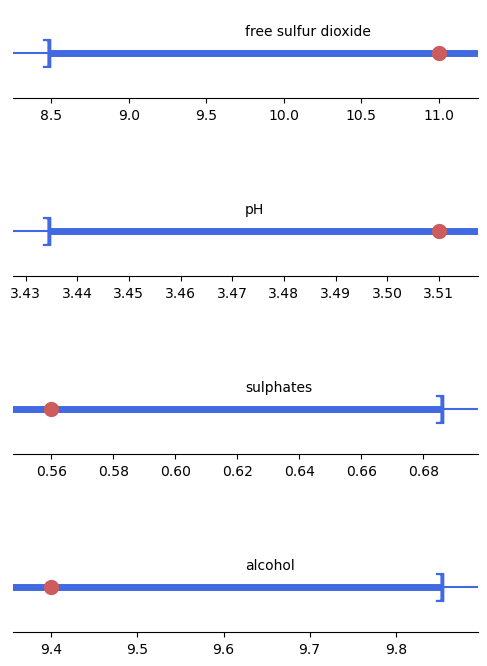 free sulfur dioxide
8.5 9.0 9.5 10.0 10.5 11.0
pH
3.43 3.44 3.45 3.46 3.47 3.48 3.49 3.50 3.51
sulphates
0.56 0.58 0.60 0.62 0.64 0.66 0.68
alcohol
9.4 9.5 9.6 9.7 9.8